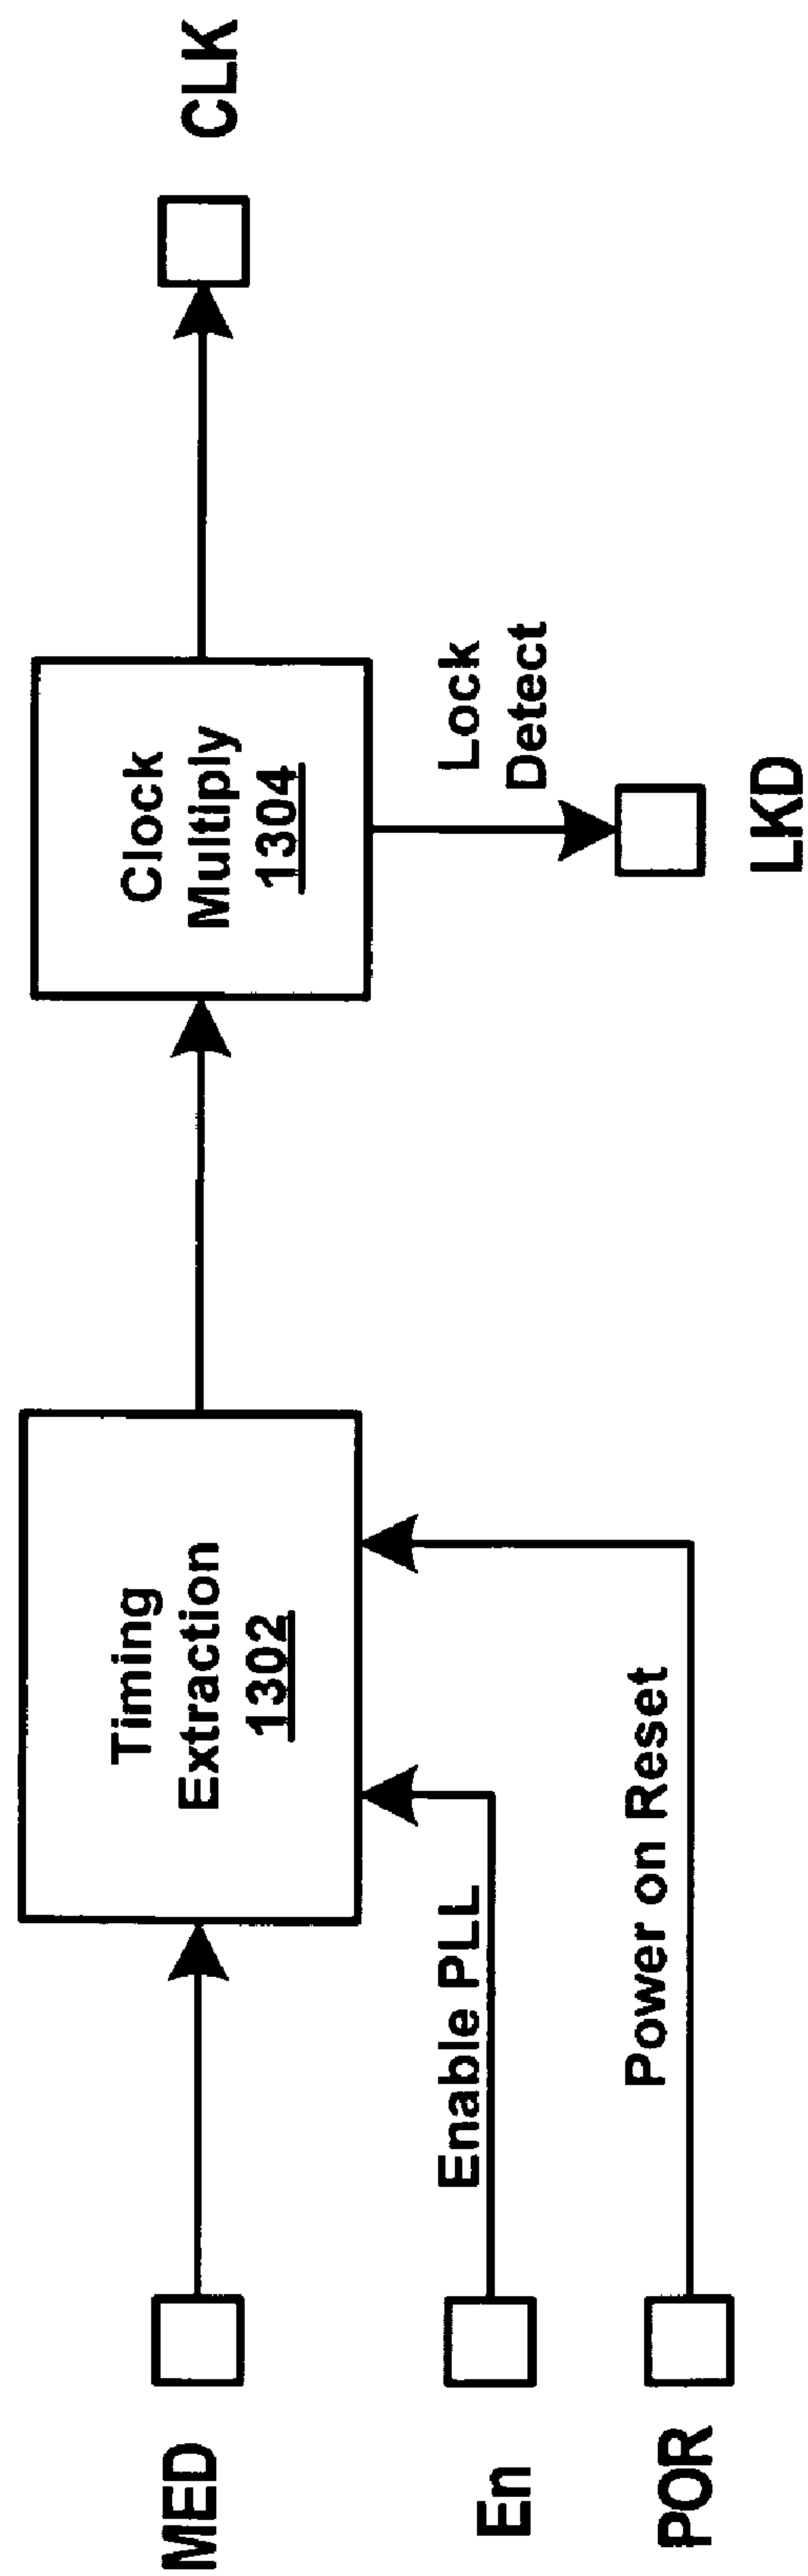 MED
En
POR
Enable PLL
Power on Reset
Timing
Extraction
1302
Clock
Multiply
1304
Lock
Detect
LKD
CLK